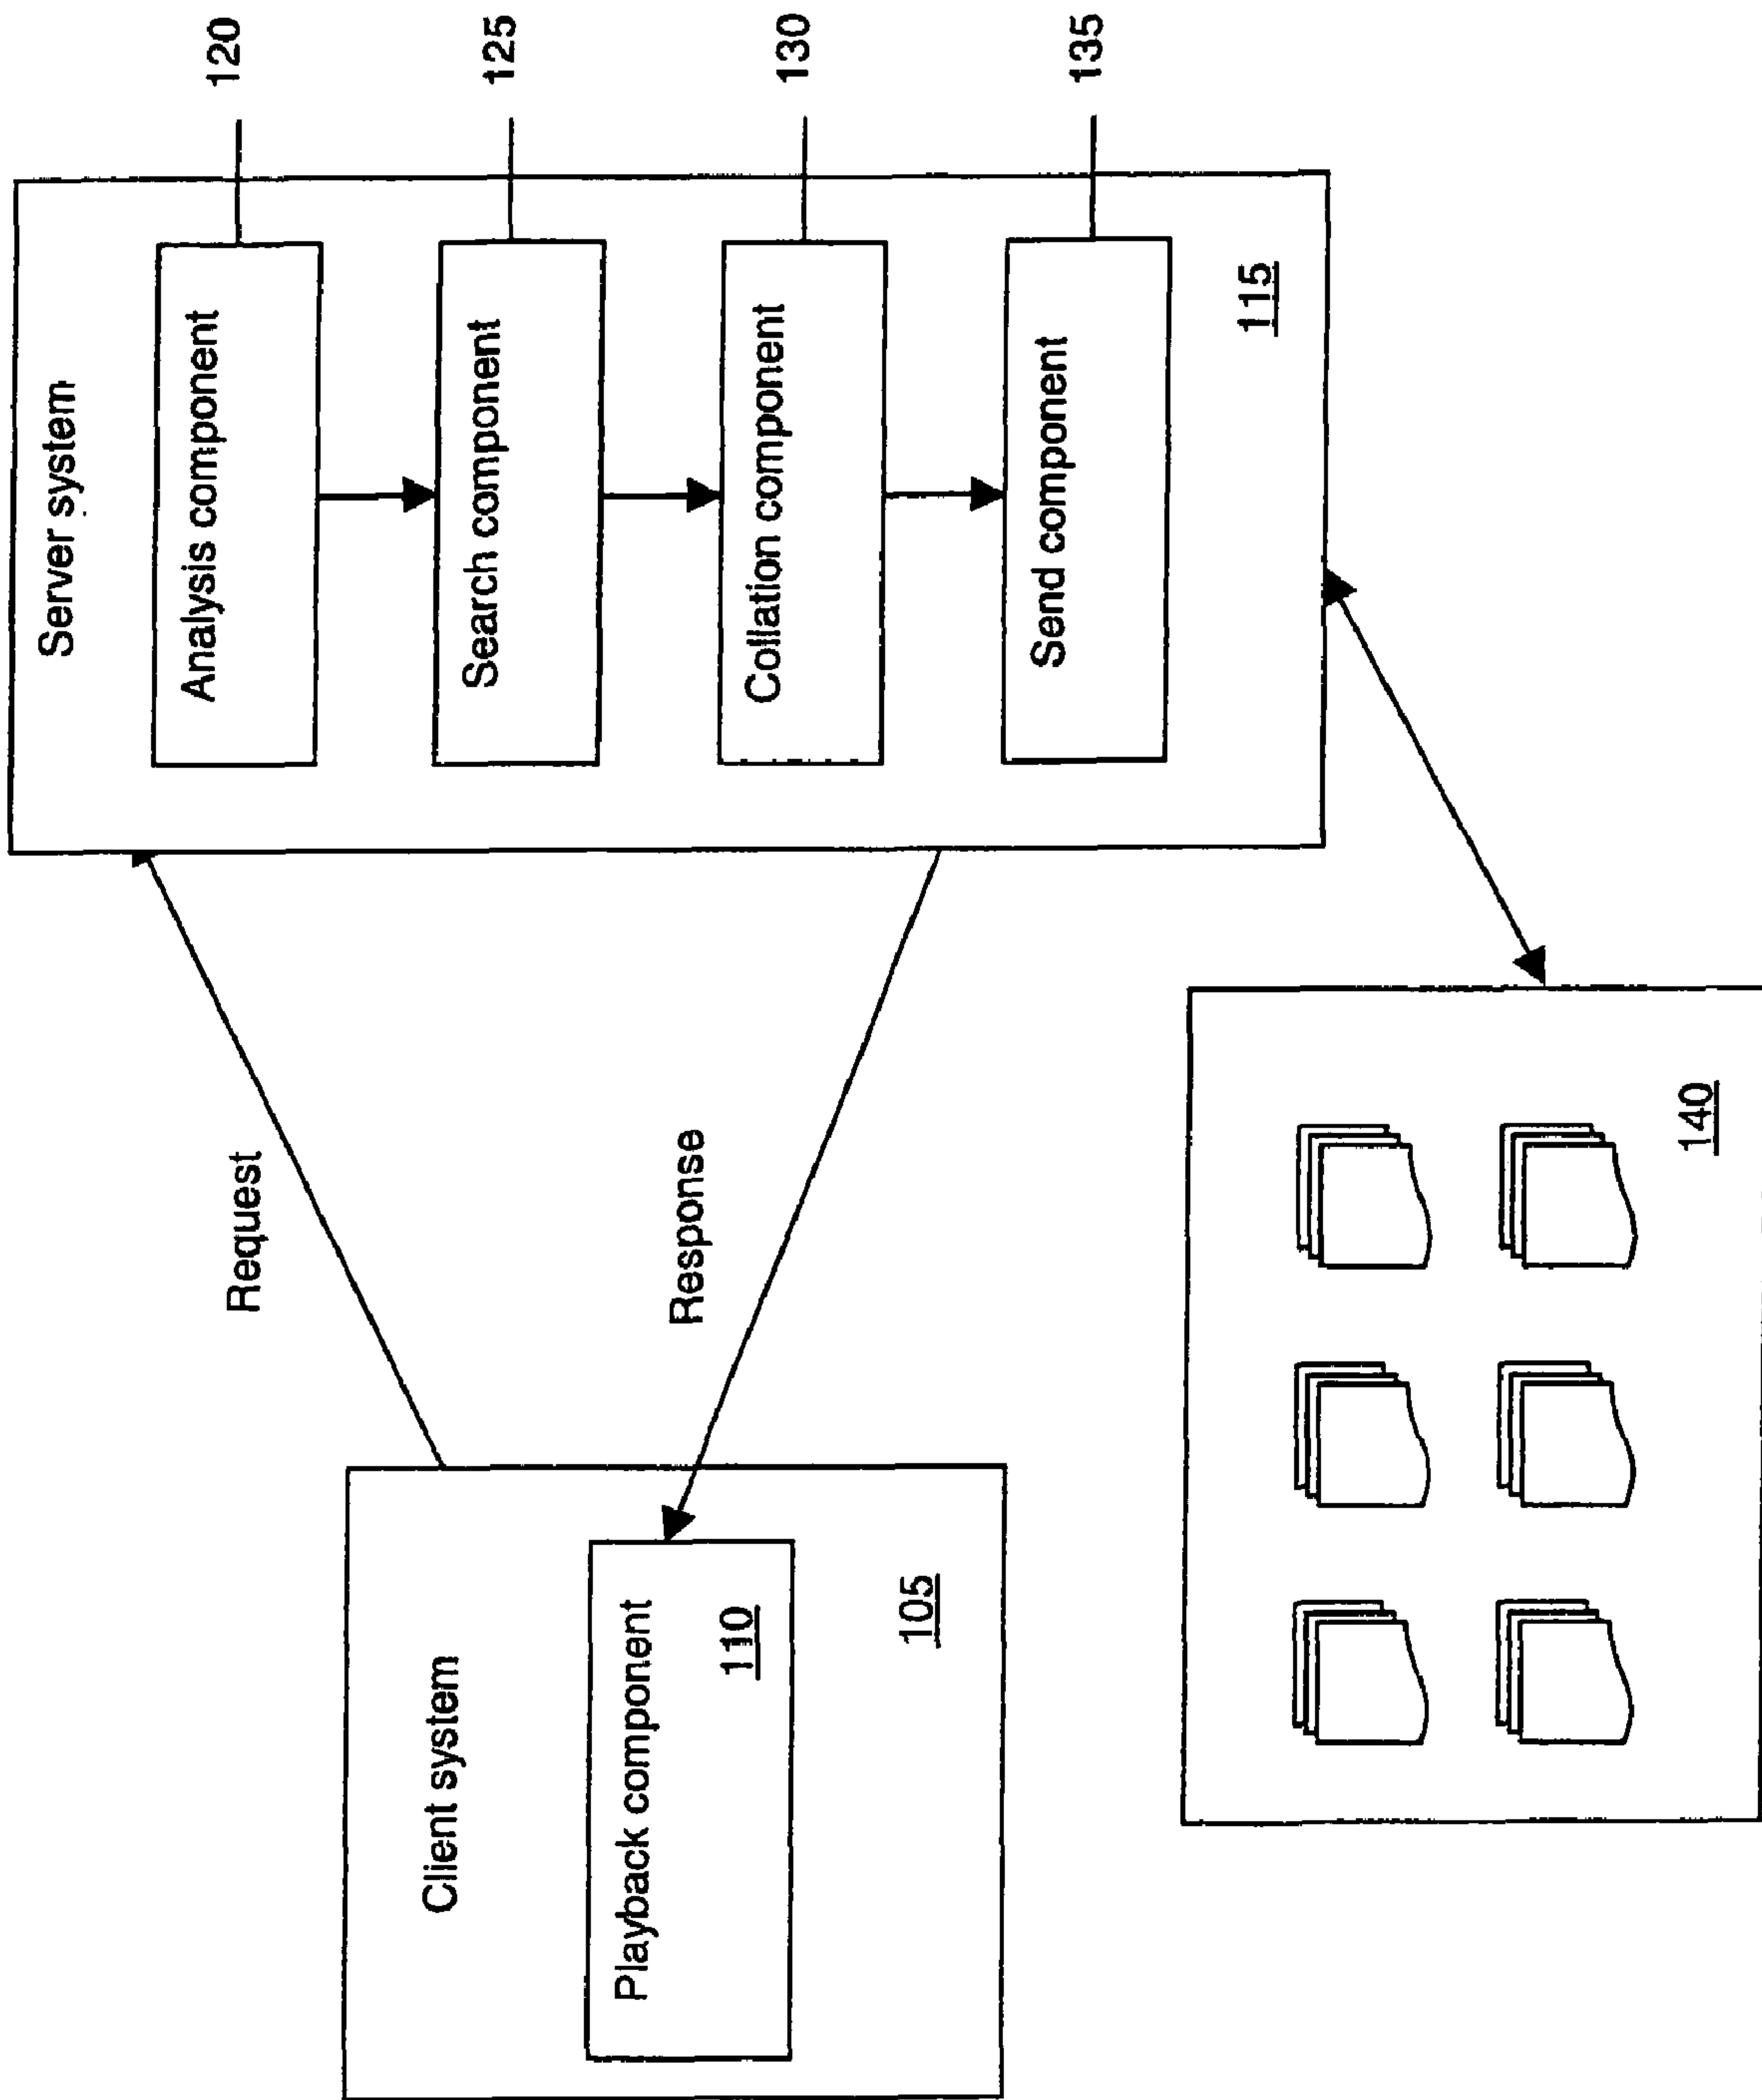 Server system
Analysis component
120
Search component
125
Collation component
130
Send component
135
115
Request
Response
Client system
Playback component
110
105
140